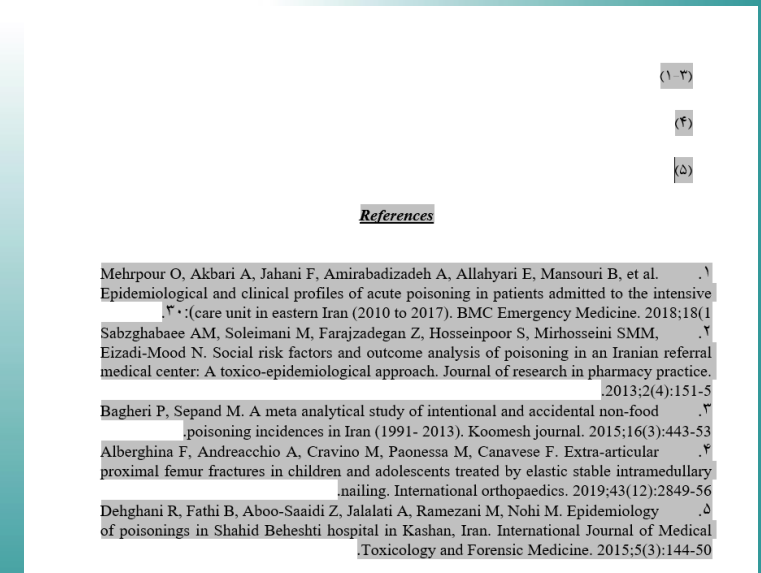 (۱-۳)
(۴)
(۵)
References
۱. Mehrpour O, Akbari A, Jahani F, Amirabadizadeh A, Allahyari E, Mansouri B, et al.
Epidemiological and clinical profiles of acute poisoning in patients admitted to the intensive
care unit in eastern Iran (2010 to 2017). BMC Emergency Medicine. 2018;18(1):۳۰.
۲. Sabzghabaee AM, Soleimani M, Farajzadegan Z, Hosseinpoor S, Mirhosseini SMM,
Eizadi-Mood N. Social risk factors and outcome analysis of poisoning in an Iranian referral
medical center: A toxico-epidemiological approach. Journal of research in pharmacy practice.
2013;2(4):151-5.
۳. Bagheri P, Sepand M. A meta analytical study of intentional and accidental non-food
poisoning incidences in Iran (1991- 2013). Koomesh journal. 2015;16(3):443-53.
۴. Alberghina F, Andreacchio A, Cravino M, Paonessa M, Canavese F. Extra-articular
proximal femur fractures in children and adolescents treated by elastic stable intramedullary
nailing. International orthopaedics. 2019;43(12):2849-56.
۵. Dehghani R, Fathi B, Aboo-Saaidi Z, Jalalati A, Ramezani M, Nohi M. Epidemiology
of poisonings in Shahid Beheshti hospital in Kashan, Iran. International Journal of Medical
Toxicology and Forensic Medicine. 2015;5(3):144-50.